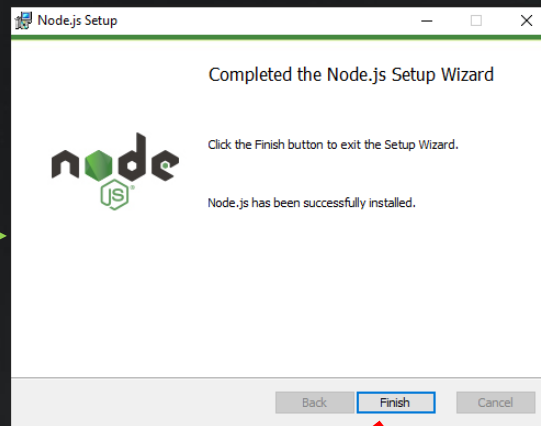 Node.js Setup
Completed the Node.js Setup Wizard
Click the Finish button to exit the Setup Wizard.
node
JS
Node.js has been successfully installed.
Back
Finish
Cancel